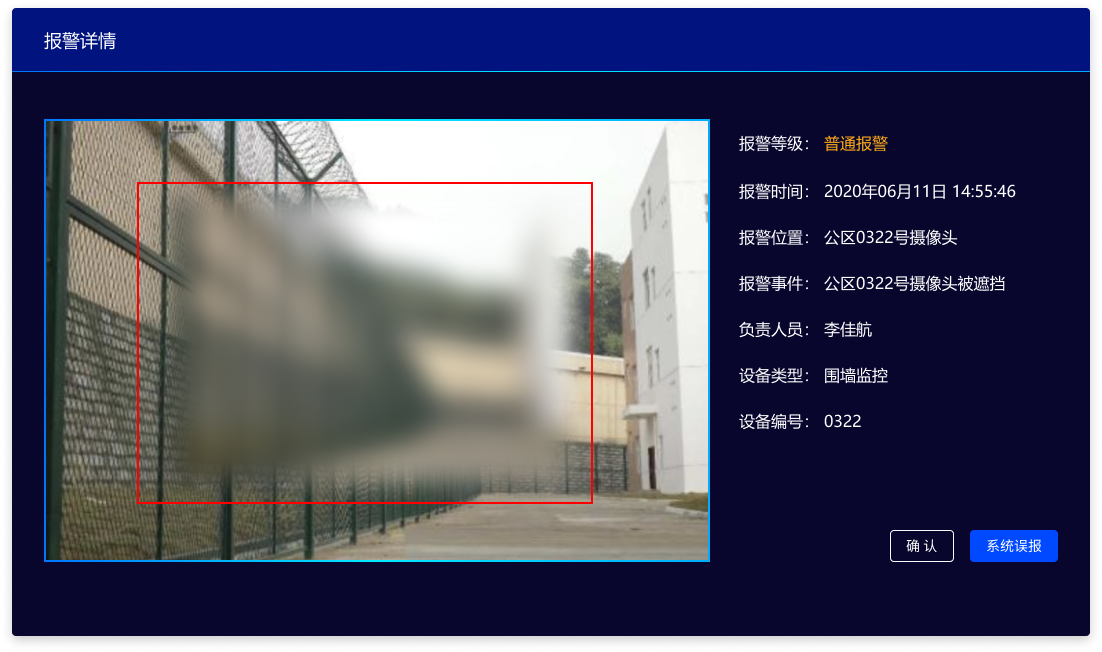 报警详情
报警等级： 普通报警
报警时间： 2020年06月11日 14:55:46
报警位置： 公区0322号摄像头
报警事件： 公区0322号摄像头被遮挡
负责人员： 李佳航
设备类型： 围墙监控
设备编号： 0322
确 认
系统误报